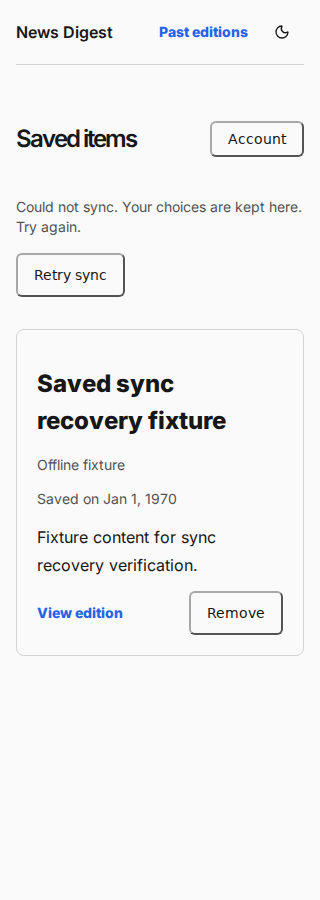 News Digest
Past editions
Saved items
Account
Could not sync. Your choices are kept here.
Try again.
Retry sync
Saved sync
recovery fixture
Offline fixture
Saved on Jan 1, 1970
Fixture content for sync
recovery verification.
View edition
Remove